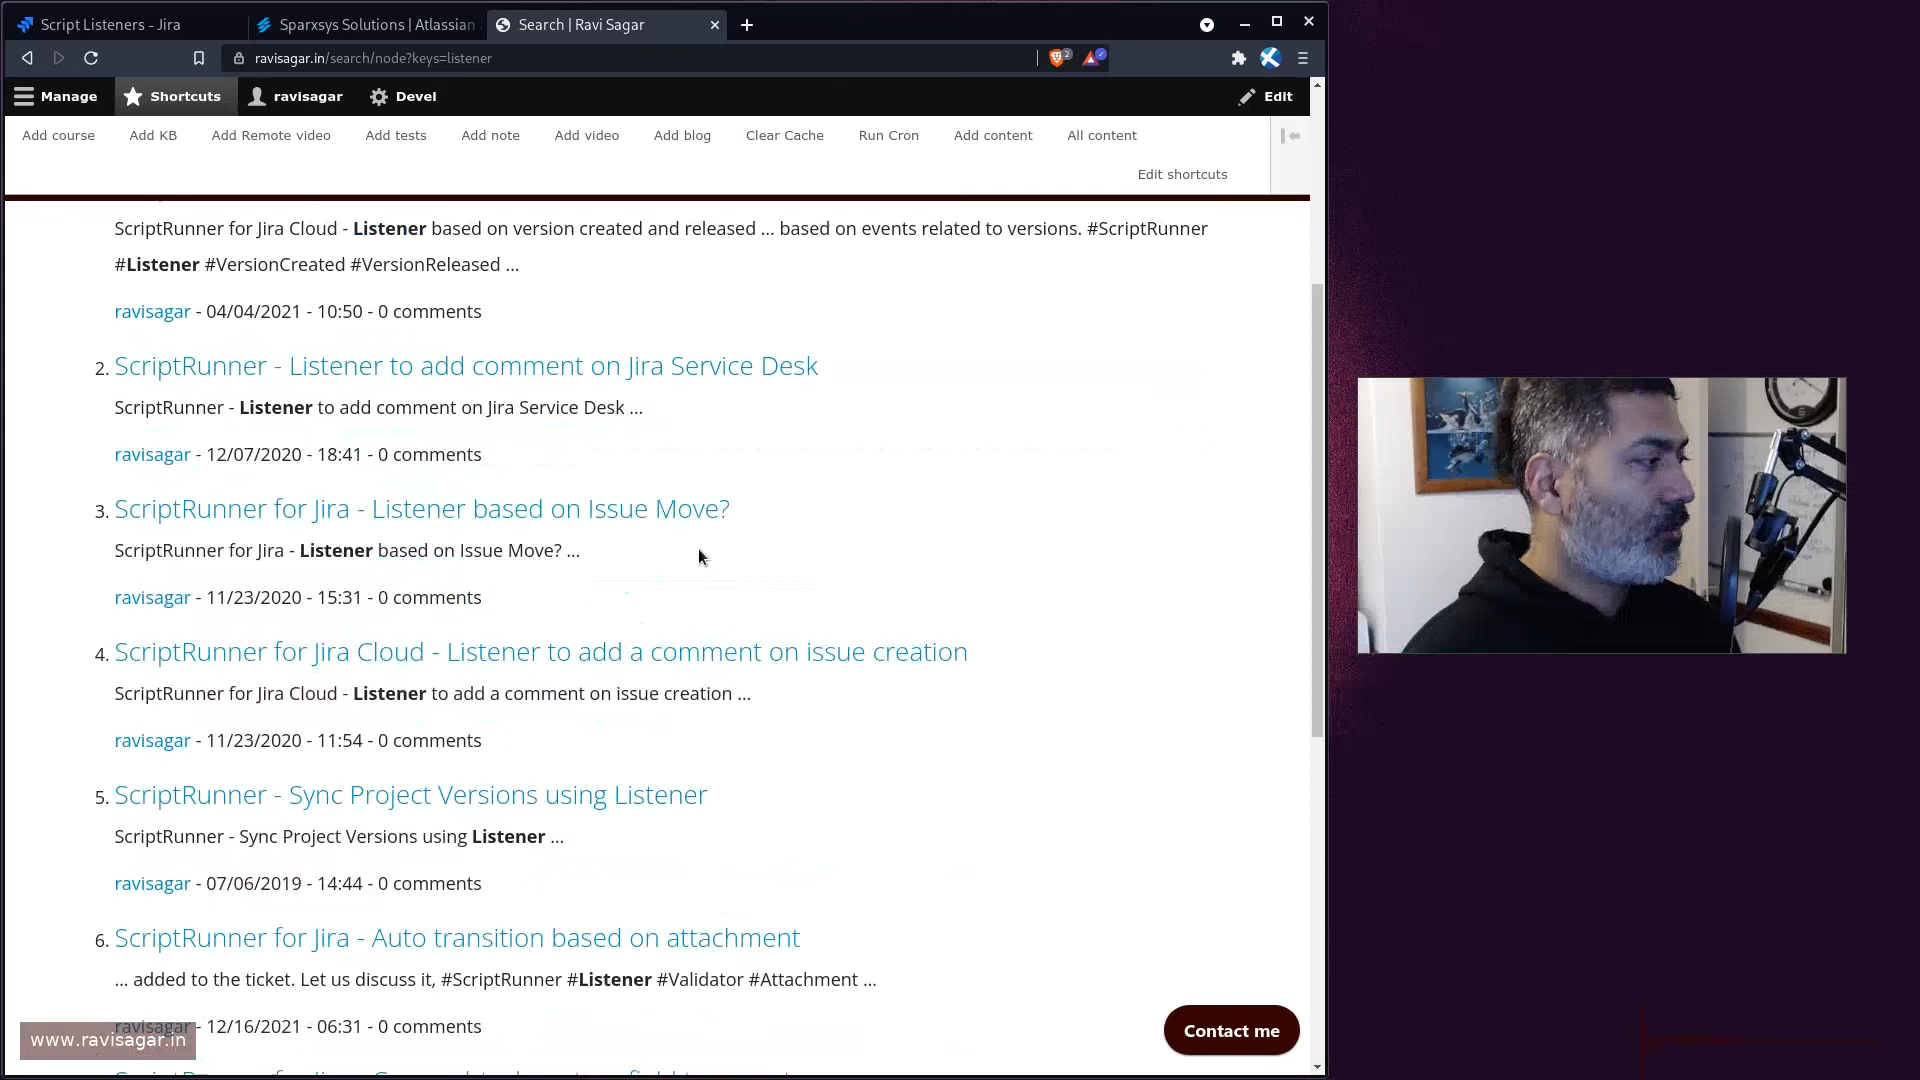 Script Listeners - Jira
Sparxsys Solutions | Atlassian
Search | Ravi Sagar
ravisagar.in/search/node?keys=listener
2
Manage
Shortcuts
ravisagar
Devel
Edit
Add course
Add KB
Add Remote video
Add tests
Add note
Add video
Add blog
Clear Cache
Run Cron
Add content
All content
Edit shortcuts
ScriptRunner for Jira Cloud - Listener based on version created and released ... based on events related to versions. #ScriptRunner
#Listener #VersionCreated #VersionReleased ...
ravisagar - 04/04/2021 - 10:50 - 0 comments
2. ScriptRunner - Listener to add comment on Jira Service Desk
ScriptRunner - Listener to add comment on Jira Service Desk ...
ravisagar - 12/07/2020 - 18:41 - 0 comments
3. ScriptRunner for Jira - Listener based on Issue Move?
ScriptRunner for Jira - Listener based on Issue Move? ...
ravisagar - 11/23/2020 - 15:31 - 0 comments
4. ScriptRunner for Jira Cloud - Listener to add a comment on issue creation
ScriptRunner for Jira Cloud - Listener to add a comment on issue creation ...
ravisagar - 11/23/2020 - 11:54 - 0 comments
5. ScriptRunner - Sync Project Versions using Listener
ScriptRunner - Sync Project Versions using Listener ...
ravisagar - 07/06/2019 - 14:44 - 0 comments
6. ScriptRunner for Jira - Auto transition based on attachment
... added to the ticket. Let us discuss it, #ScriptRunner #Listener #Validator #Attachment ...
ravisagar - 12/16/2021 - 06:31 - 0 comments
www.ravisagar.in
Contact me